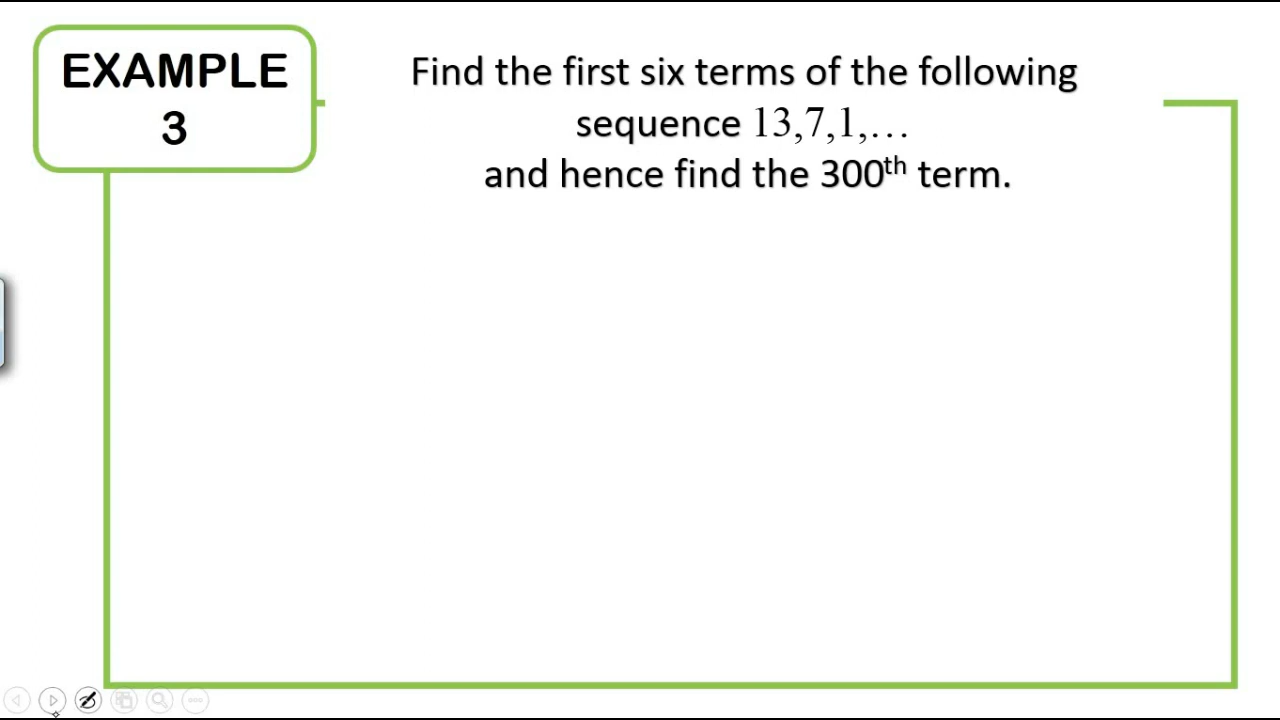 EXAMPLE
3
Find the first six terms of the following
sequence 13,7,1,…
and hence find the 300th term.